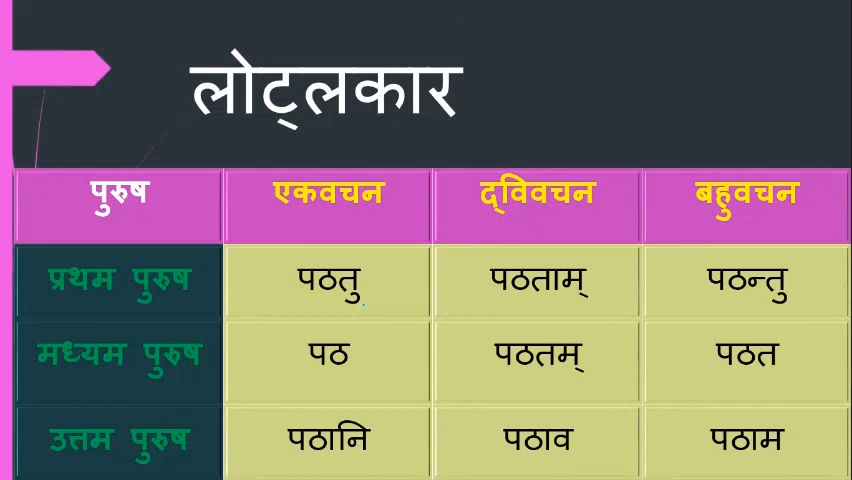 लोट्लकार
पुरुष एकवचन द्विवचन बहुवचन
प्रथम पुरुष पठतु पठताम् पठन्तु
मध्यम पुरुष पठ पठतम् पठत
उत्तम पुरुष पठानि पठाव पठाम